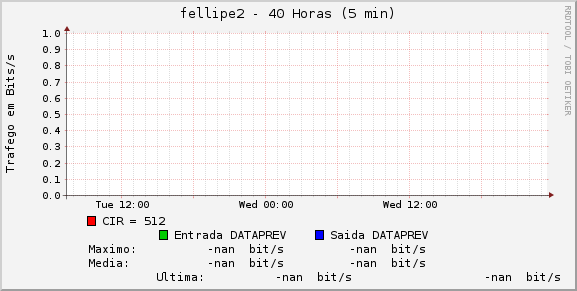 fellipe2 - 40 Horas (5 min)
RRDTOOL / TOBI OETIKER
Trafego em Bits/s
1.0
0.9
0.8
0.7
0.6
0.5
0.4
0.3
0.2
0.1
0.0
Tue 12:00 Wed 00:00 Wed 12:00
CIR = 512
Entrada DATAPREV Saida DATAPREV
Maximo: -nan bit/s -nan bit/s
Media: -nan bit/s -nan bit/s
Ultima: -nan bit/s -nan bit/s